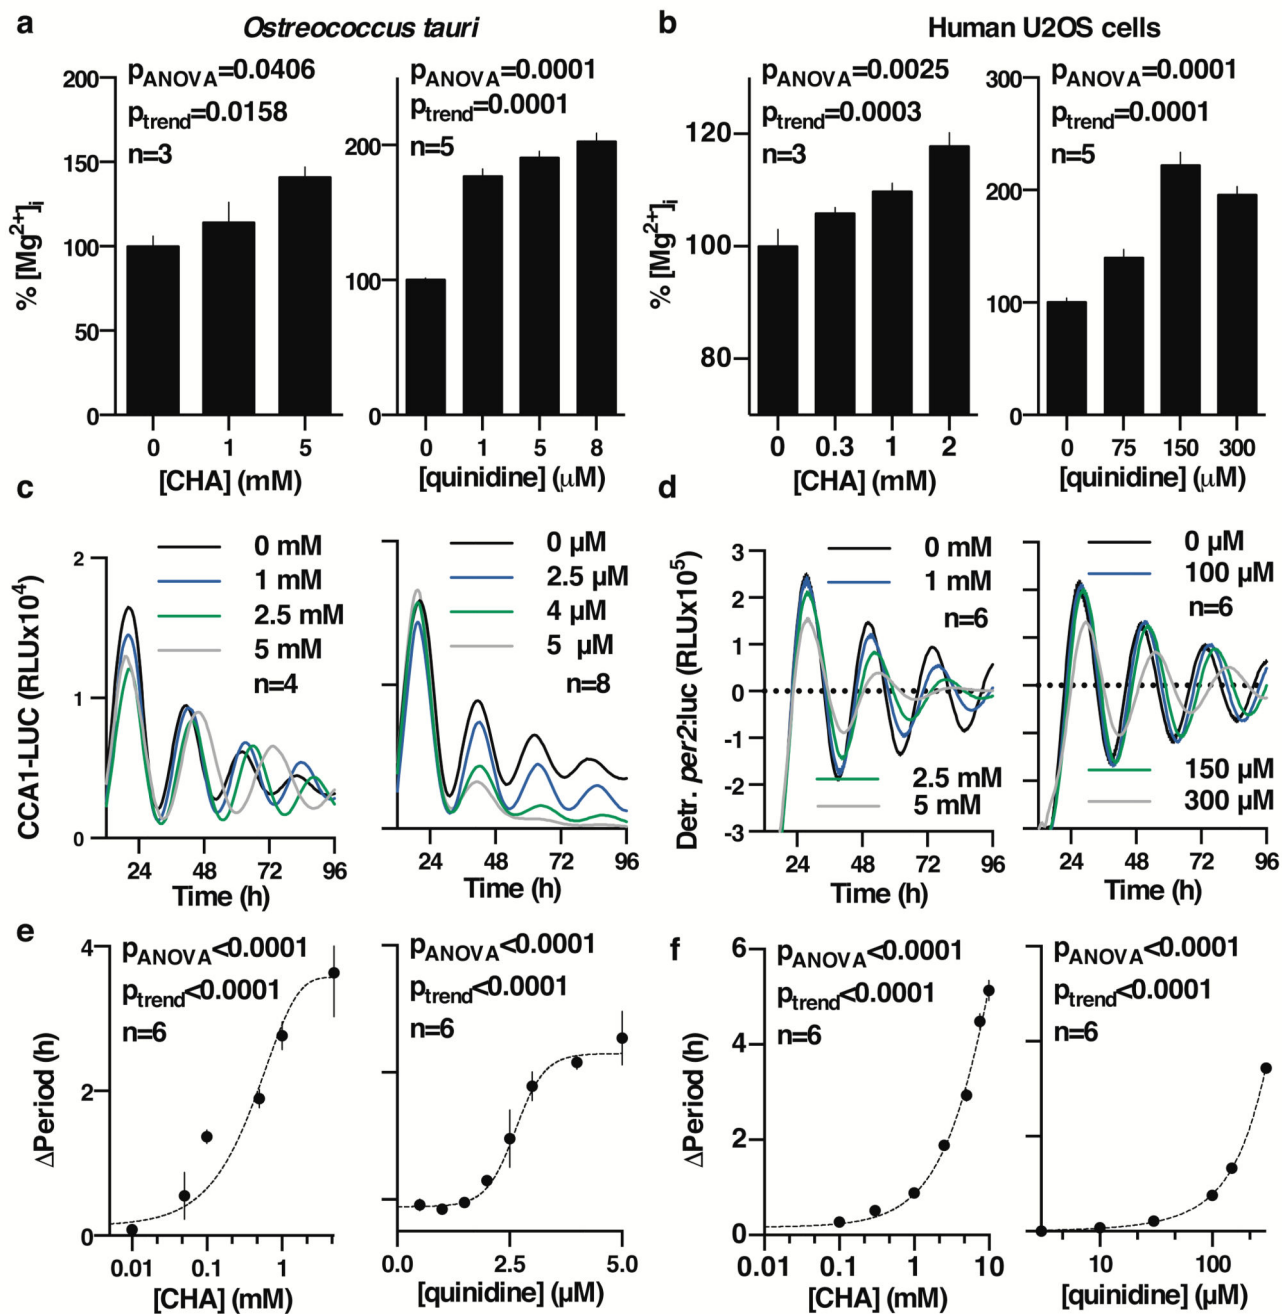 a
Ostreococcus tauri
b
Human U2OS cells
pANOVA=0.0406
ptrend=0.0158
n=3
200
150
100
50
0
% [Mg2+]i
0 1 5
[CHA] (mM)
pANOVA=0.0001
ptrend=0.0001
n=5
200
100
0
0 1 5 8
[quinidine] (μM)
pANOVA=0.0025
ptrend=0.0003
n=3
120
100
80
% [Mg2+]i
0 0.3 1 2
[CHA] (mM)
pANOVA=0.0001
ptrend=0.0001
n=5
300
200
100
0
0 75 150 300
[quinidine] (μM)
c
0 mM
1 mM
2.5 mM
5 mM
n=4
2
1
0
CCA1-LUC (RLUx10⁴)
24 48 72 96
Time (h)
0 μM
2.5 μM
4 μM
5 μM
n=8
24 48 72 96
Time (h)
d
0 mM
1 mM
n=6
2.5 mM
5 mM
3
2
1
0
-1
-2
-3
Detr. per2:luc (RLUx10⁵)
24 48 72 96
Time (h)
0 μM
100 μM
n=6
150 μM
300 μM
24 48 72 96
Time (h)
e
pANOVA<0.0001
ptrend<0.0001
n=6
4
2
0
ΔPeriod (h)
0.01 0.1 1
[CHA] (mM)
pANOVA<0.0001
ptrend<0.0001
n=6
0.0 2.5 5.0
[quinidine] (μM)
f
pANOVA<0.0001
ptrend<0.0001
n=6
6
4
2
0
ΔPeriod (h)
0.01 0.1 1 10
[CHA] (mM)
pANOVA<0.0001
ptrend<0.0001
n=6
10 100
[quinidine] (μM)